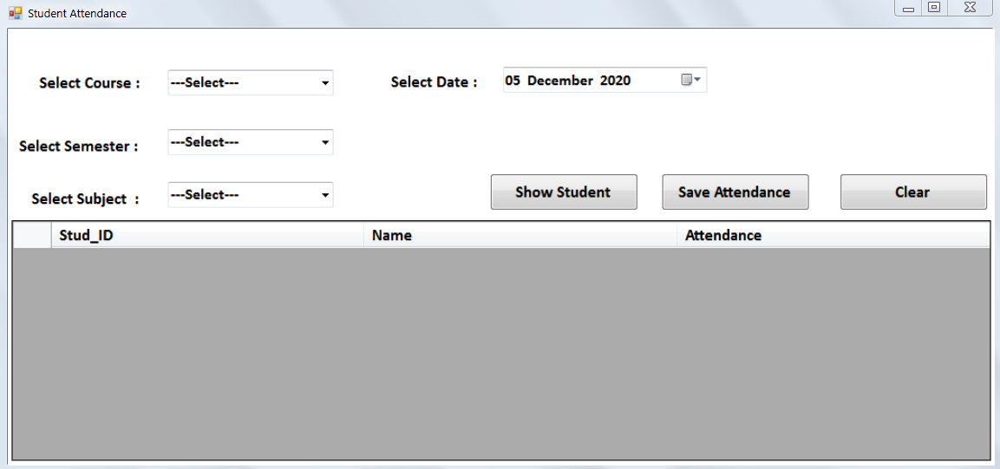 Student Attendance
Select Course :
---Select---
Select Date :
05 December 2020
Select Semester :
---Select---
Select Subject :
---Select---
Show Student
Save Attendance
Clear
Stud_ID
Name
Attendance